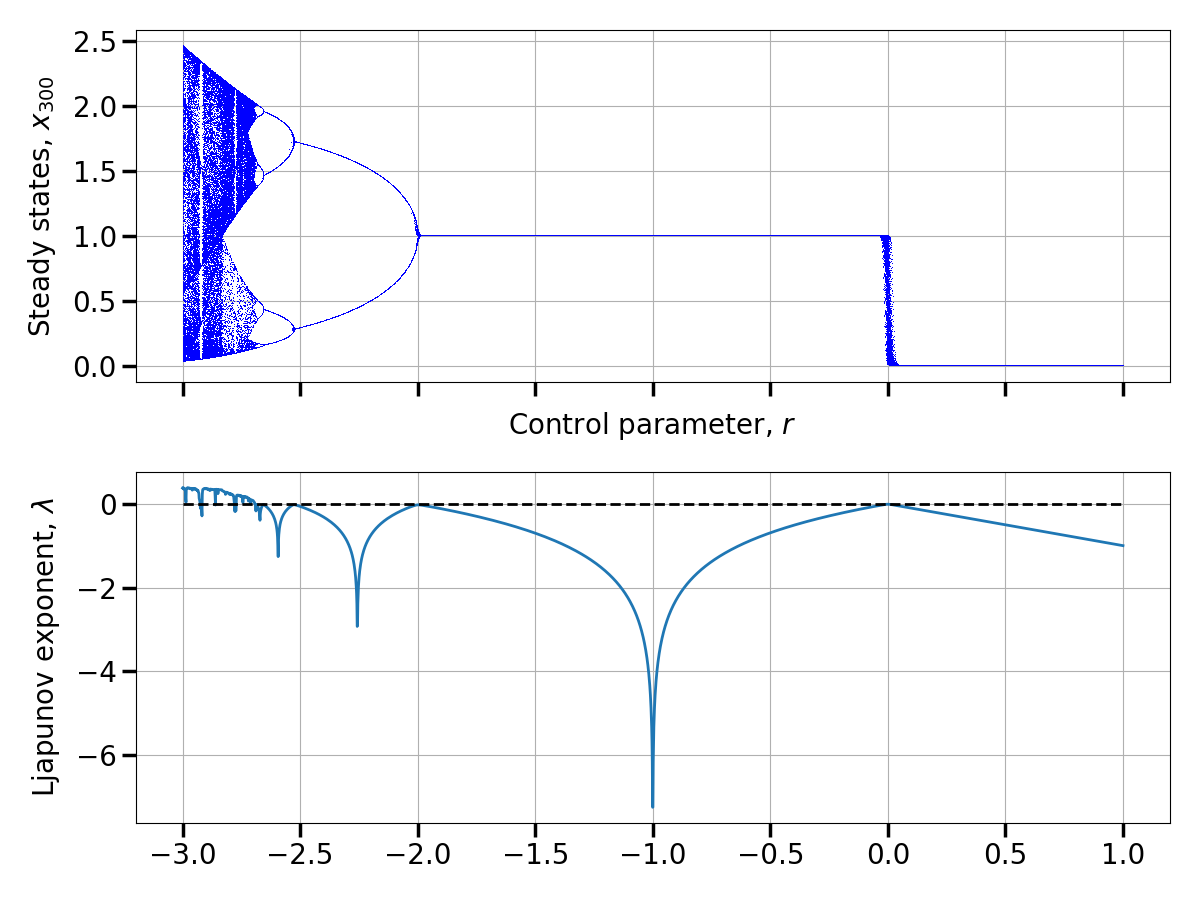 2.5
2.0
1.5
1.0
0.5
0.0
Steady states, x₃₀₀
Control parameter, r
0
−2
−4
−6
Ljapunov exponent, λ
−3.0 −2.5 −2.0 −1.5 −1.0 −0.5 0.0 0.5 1.0